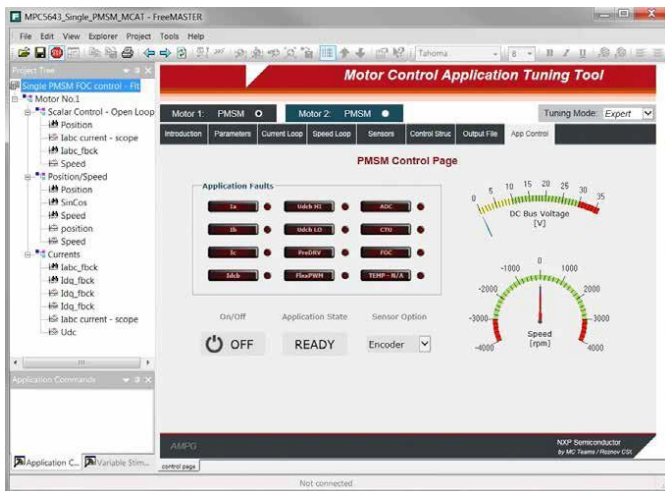 MPC5643_Single_PMSM_MCAT - FreeMASTER
File Edit View Explorer Project Tools Help
Tahoma 8
Project Tree
Single PMSM FOC control - Flt
Motor No.1
Scalar Control - Open Loop
Position
Iabc current - scope
Iabc_fbck
Speed
Position/Speed
Position
SinCos
Speed
position
Speed
Currents
Iabc_fbck
Idq_fbck
Idq_fbck
Idq_fbck
Iabc current - scope
Udc
Application Commands
Application C... Variable Stim...
Motor Control Application Tuning Tool
Motor 1: PMSM Motor 2: PMSM Tuning Mode: Expert
Introduction Parameters Current Loop Speed Loop Sensors Control Struc Output File App Control
PMSM Control Page
Application Faults
Ia Udcb HI ADC
Ib Udcb LO CTU
Ic PreDRV FOC
Idcb FlexPWM TEMP - N/A
On/Off Application State Sensor Option
OFF READY Encoder
0 5 10 15 20 25 30 35
DC Bus Voltage
[V]
-4000 -3000 -2000 -1000 0 1000 2000 3000 4000
Speed
[rpm]
AMPG
NXP Semiconductor
by MC Teams / Roznov CSt.
control page
Not connected